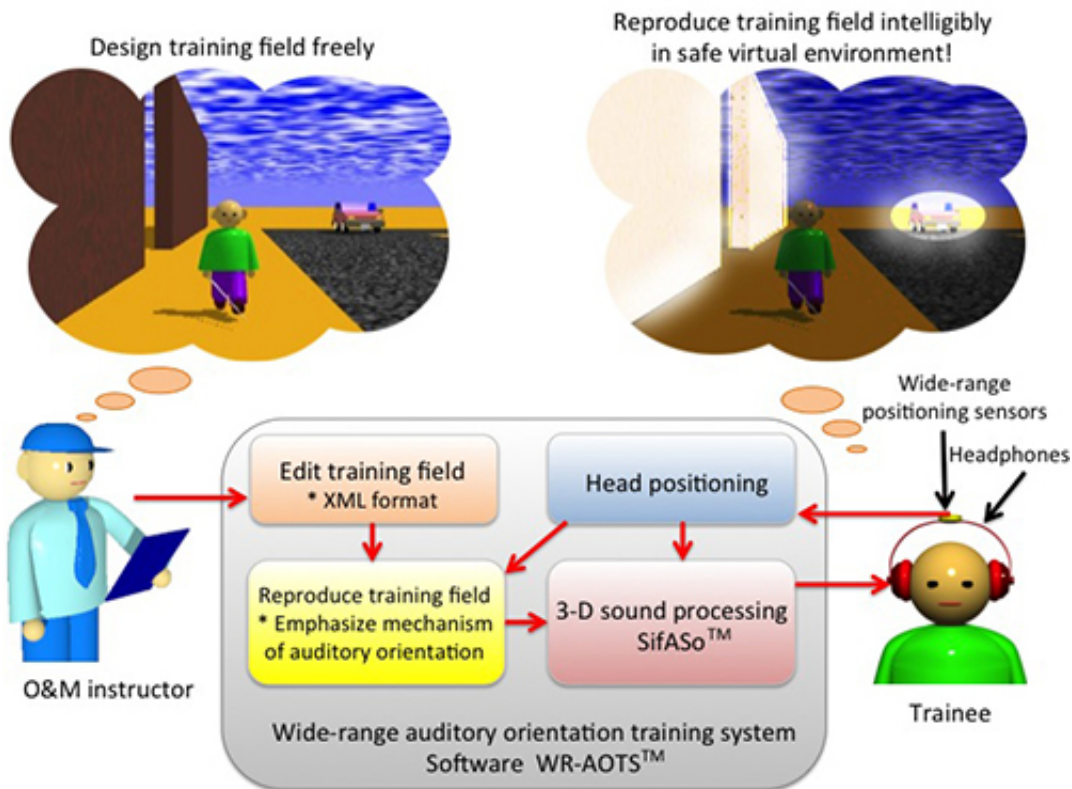 Design training field freely
Reproduce training field intelligibly
in safe virtual environment!
Wide-range
positioning sensors
Headphones
Edit training field
* XML format
Head positioning
Reproduce training field
* Emphasize mechanism
of auditory orientation
3-D sound processing
SifASo™
O&M instructor
Trainee
Wide-range auditory orientation training system
Software WR-AOTS™